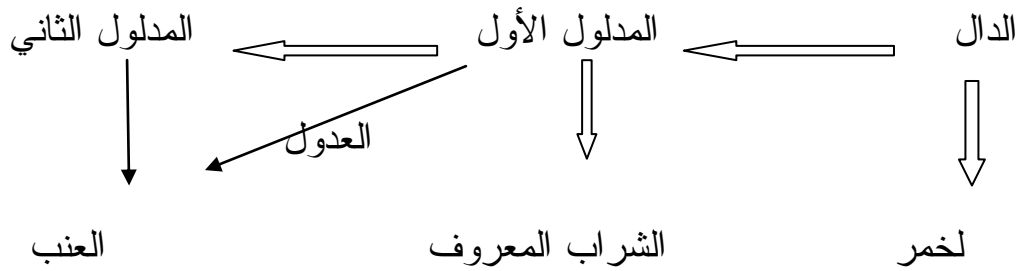 الدال المدلول الأول المدلول الثاني
العدول
لخمر الشراب المعروف العنب